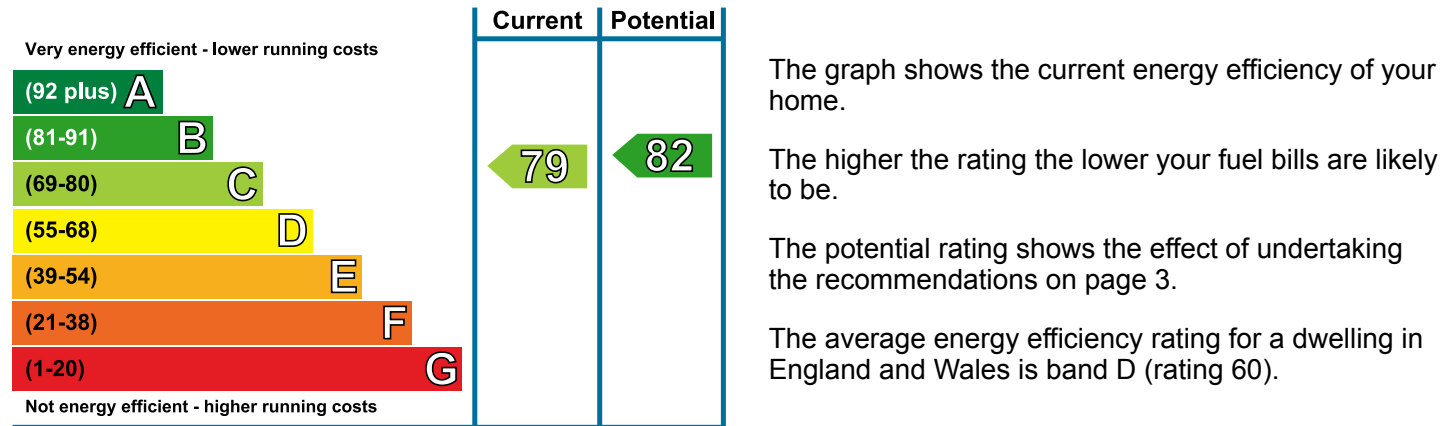 Current Potential
Very energy efficient - lower running costs
(92 plus) A
(81-91) B
(69-80) C
(55-68) D
(39-54) E
(21-38) F
(1-20) G
Not energy efficient - higher running costs
79
82
The graph shows the current energy efficiency of your
home.
The higher the rating the lower your fuel bills are likely
to be.
The potential rating shows the effect of undertaking
the recommendations on page 3.
The average energy efficiency rating for a dwelling in
England and Wales is band D (rating 60).